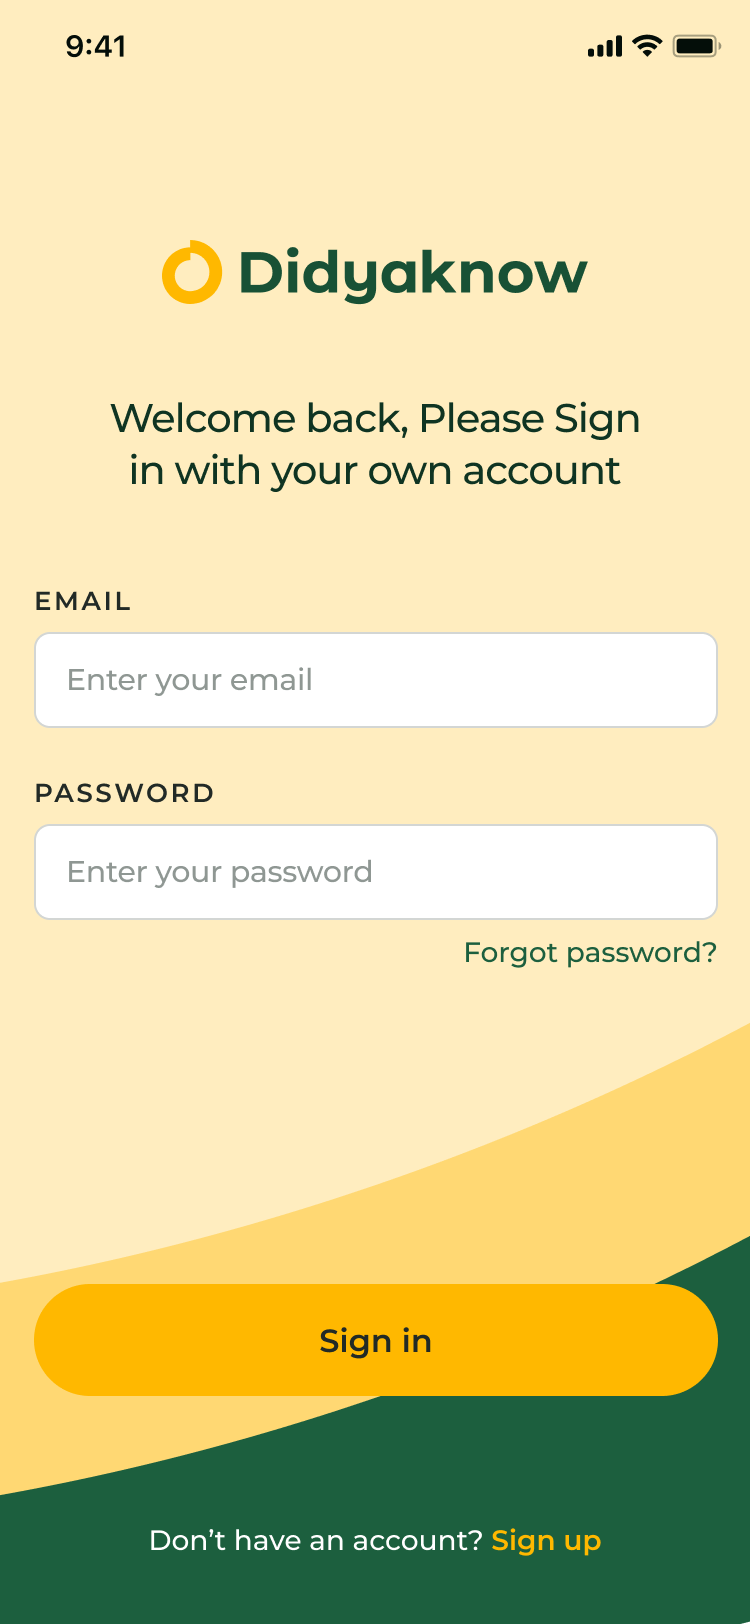 9:41
Didyaknow
Welcome back, Please Sign
in with your own account
EMAIL
Enter your email
PASSWORD
Enter your password
Forgot password?
Sign in
Don’t have an account? Sign up